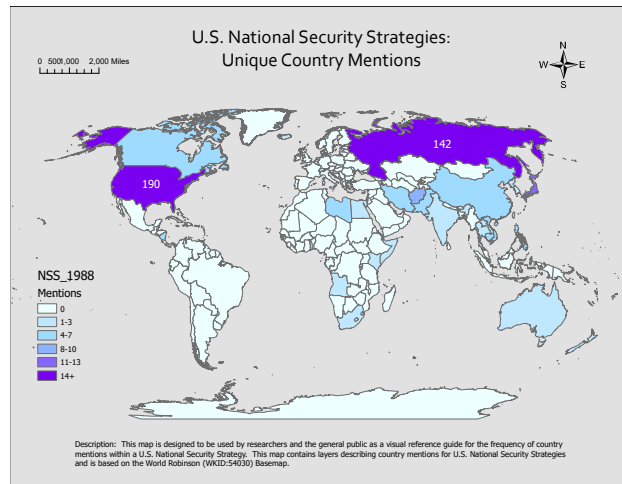 U.S. National Security Strategies:
Unique Country Mentions
0 5001,000 2,000 Miles
N
W E
S
142
190
NSS_1988
Mentions
0
1-3
4-7
8-10
11-13
14+
Description: This map is designed to be used by researchers and the general public as a visual reference guide for the frequency of country
mentions within a U.S. National Security Strategy. This map contains layers describing country mentions for U.S. National Security Strategies
and is based on the World Robinson (WKID:54030) Basemap.